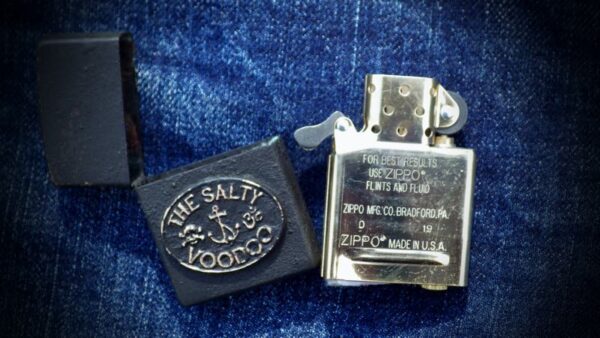 THE SALTY
VOODOO
FOR BEST RESULTS
USE ZIPPO®
FLINTS AND FLUID
ZIPPO MFG. CO. BRADFORD, PA.
D 19
ZIPPO® MADE IN U.S.A.